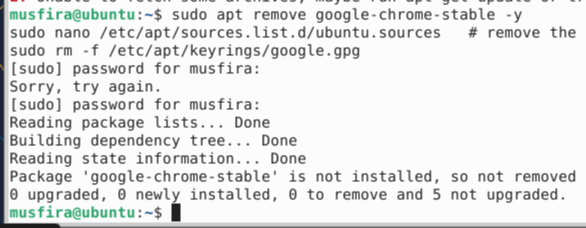 musfira@ubuntu:~$ sudo apt remove google-chrome-stable -y
sudo nano /etc/apt/sources.list.d/ubuntu.sources   # remove the
sudo rm -f /etc/apt/keyrings/google.gpg
[sudo] password for musfira:
Sorry, try again.
[sudo] password for musfira:
Reading package lists... Done
Building dependency tree... Done
Reading state information... Done
Package 'google-chrome-stable' is not installed, so not removed
0 upgraded, 0 newly installed, 0 to remove and 5 not upgraded.
musfira@ubuntu:~$